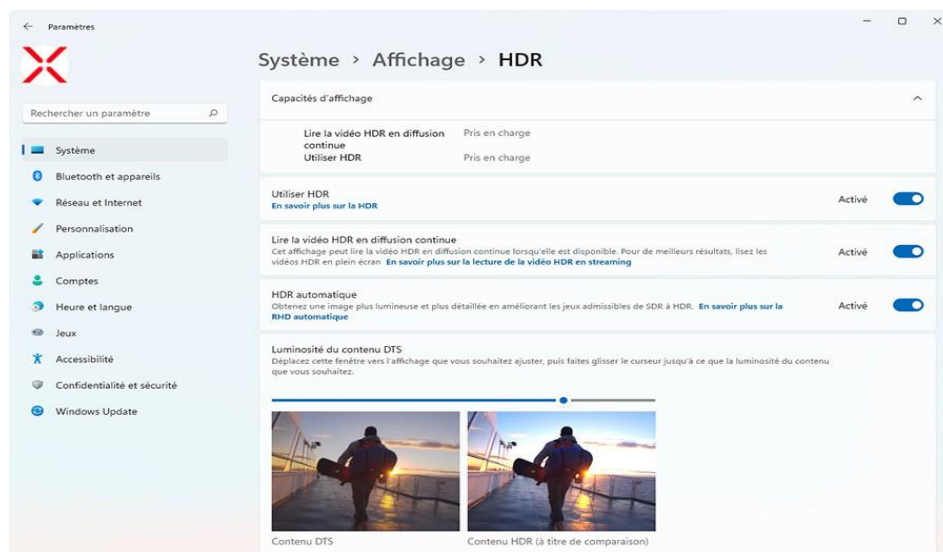 Paramètres
Système > Affichage > HDR
Rechercher un paramètre
Système
Bluetooth et appareils
Réseau et Internet
Personnalisation
Applications
Comptes
Heure et langue
Jeux
Accessibilité
Confidentialité et sécurité
Windows Update
Capacités d'affichage
Lire la vidéo HDR en diffusion Pris en charge
continue
Utiliser HDR Pris en charge
Utiliser HDR
En savoir plus sur la HDR
Activé
Lire la vidéo HDR en diffusion continue
Cet affichage peut lire la vidéo HDR en diffusion continue lorsqu'elle est disponible. Pour de meilleurs résultats, lisez les
vidéos HDR en plein écran En savoir plus sur la lecture de la vidéo HDR en streaming
Activé
HDR automatique
Obtenez une image plus lumineuse et plus détaillée en améliorant les jeux admissibles de SDR à HDR. En savoir plus sur la
RHD automatique
Activé
Luminosité du contenu DTS
Déplacez cette fenêtre vers l'affichage que vous souhaitez ajuster, puis faites glisser le curseur jusqu'à ce que la luminosité du contenu
que vous souhaitez.
Contenu DTS
Contenu HDR (à titre de comparaison)